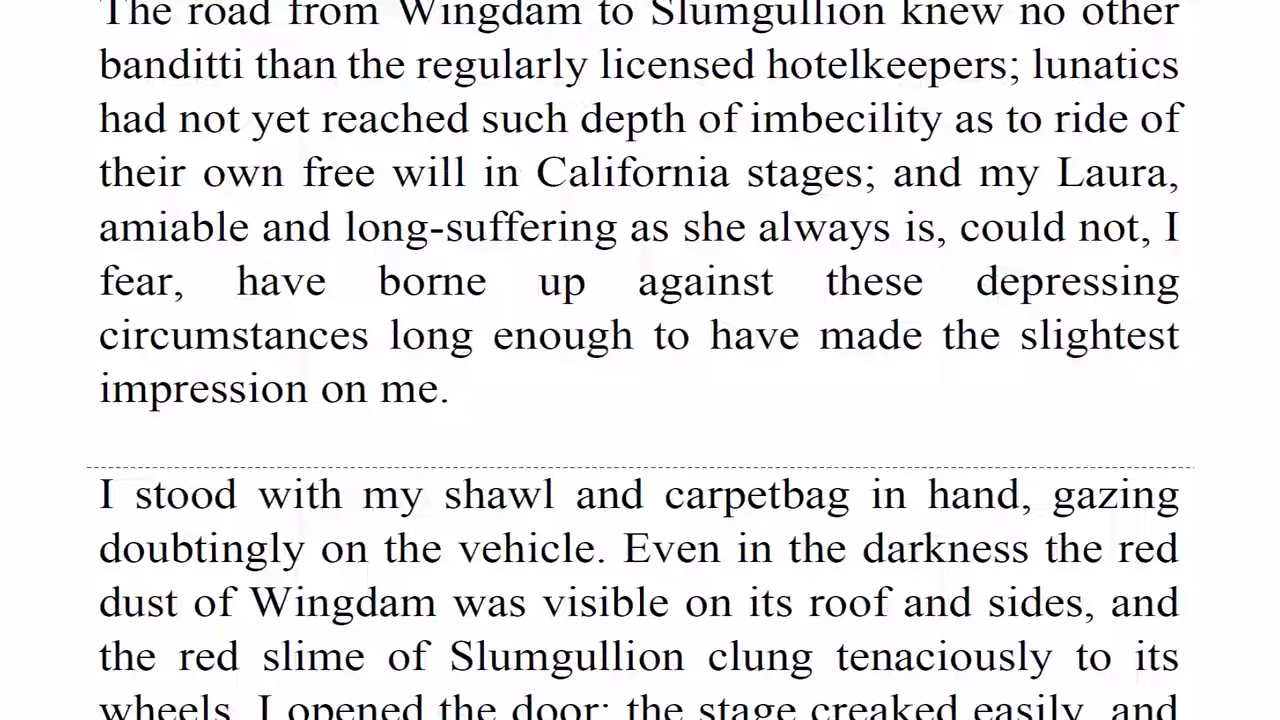 The road from Wingdam to Slumgullion knew no other
banditti than the regularly licensed hotelkeepers; lunatics
had not yet reached such depth of imbecility as to ride of
their own free will in California stages; and my Laura,
amiable and long-suffering as she always is, could not, I
fear, have borne up against these depressing
circumstances long enough to have made the slightest
impression on me.
I stood with my shawl and carpetbag in hand, gazing
doubtingly on the vehicle. Even in the darkness the red
dust of Wingdam was visible on its roof and sides, and
the red slime of Slumgullion clung tenaciously to its
wheels. I opened the door; the stage creaked easily, and